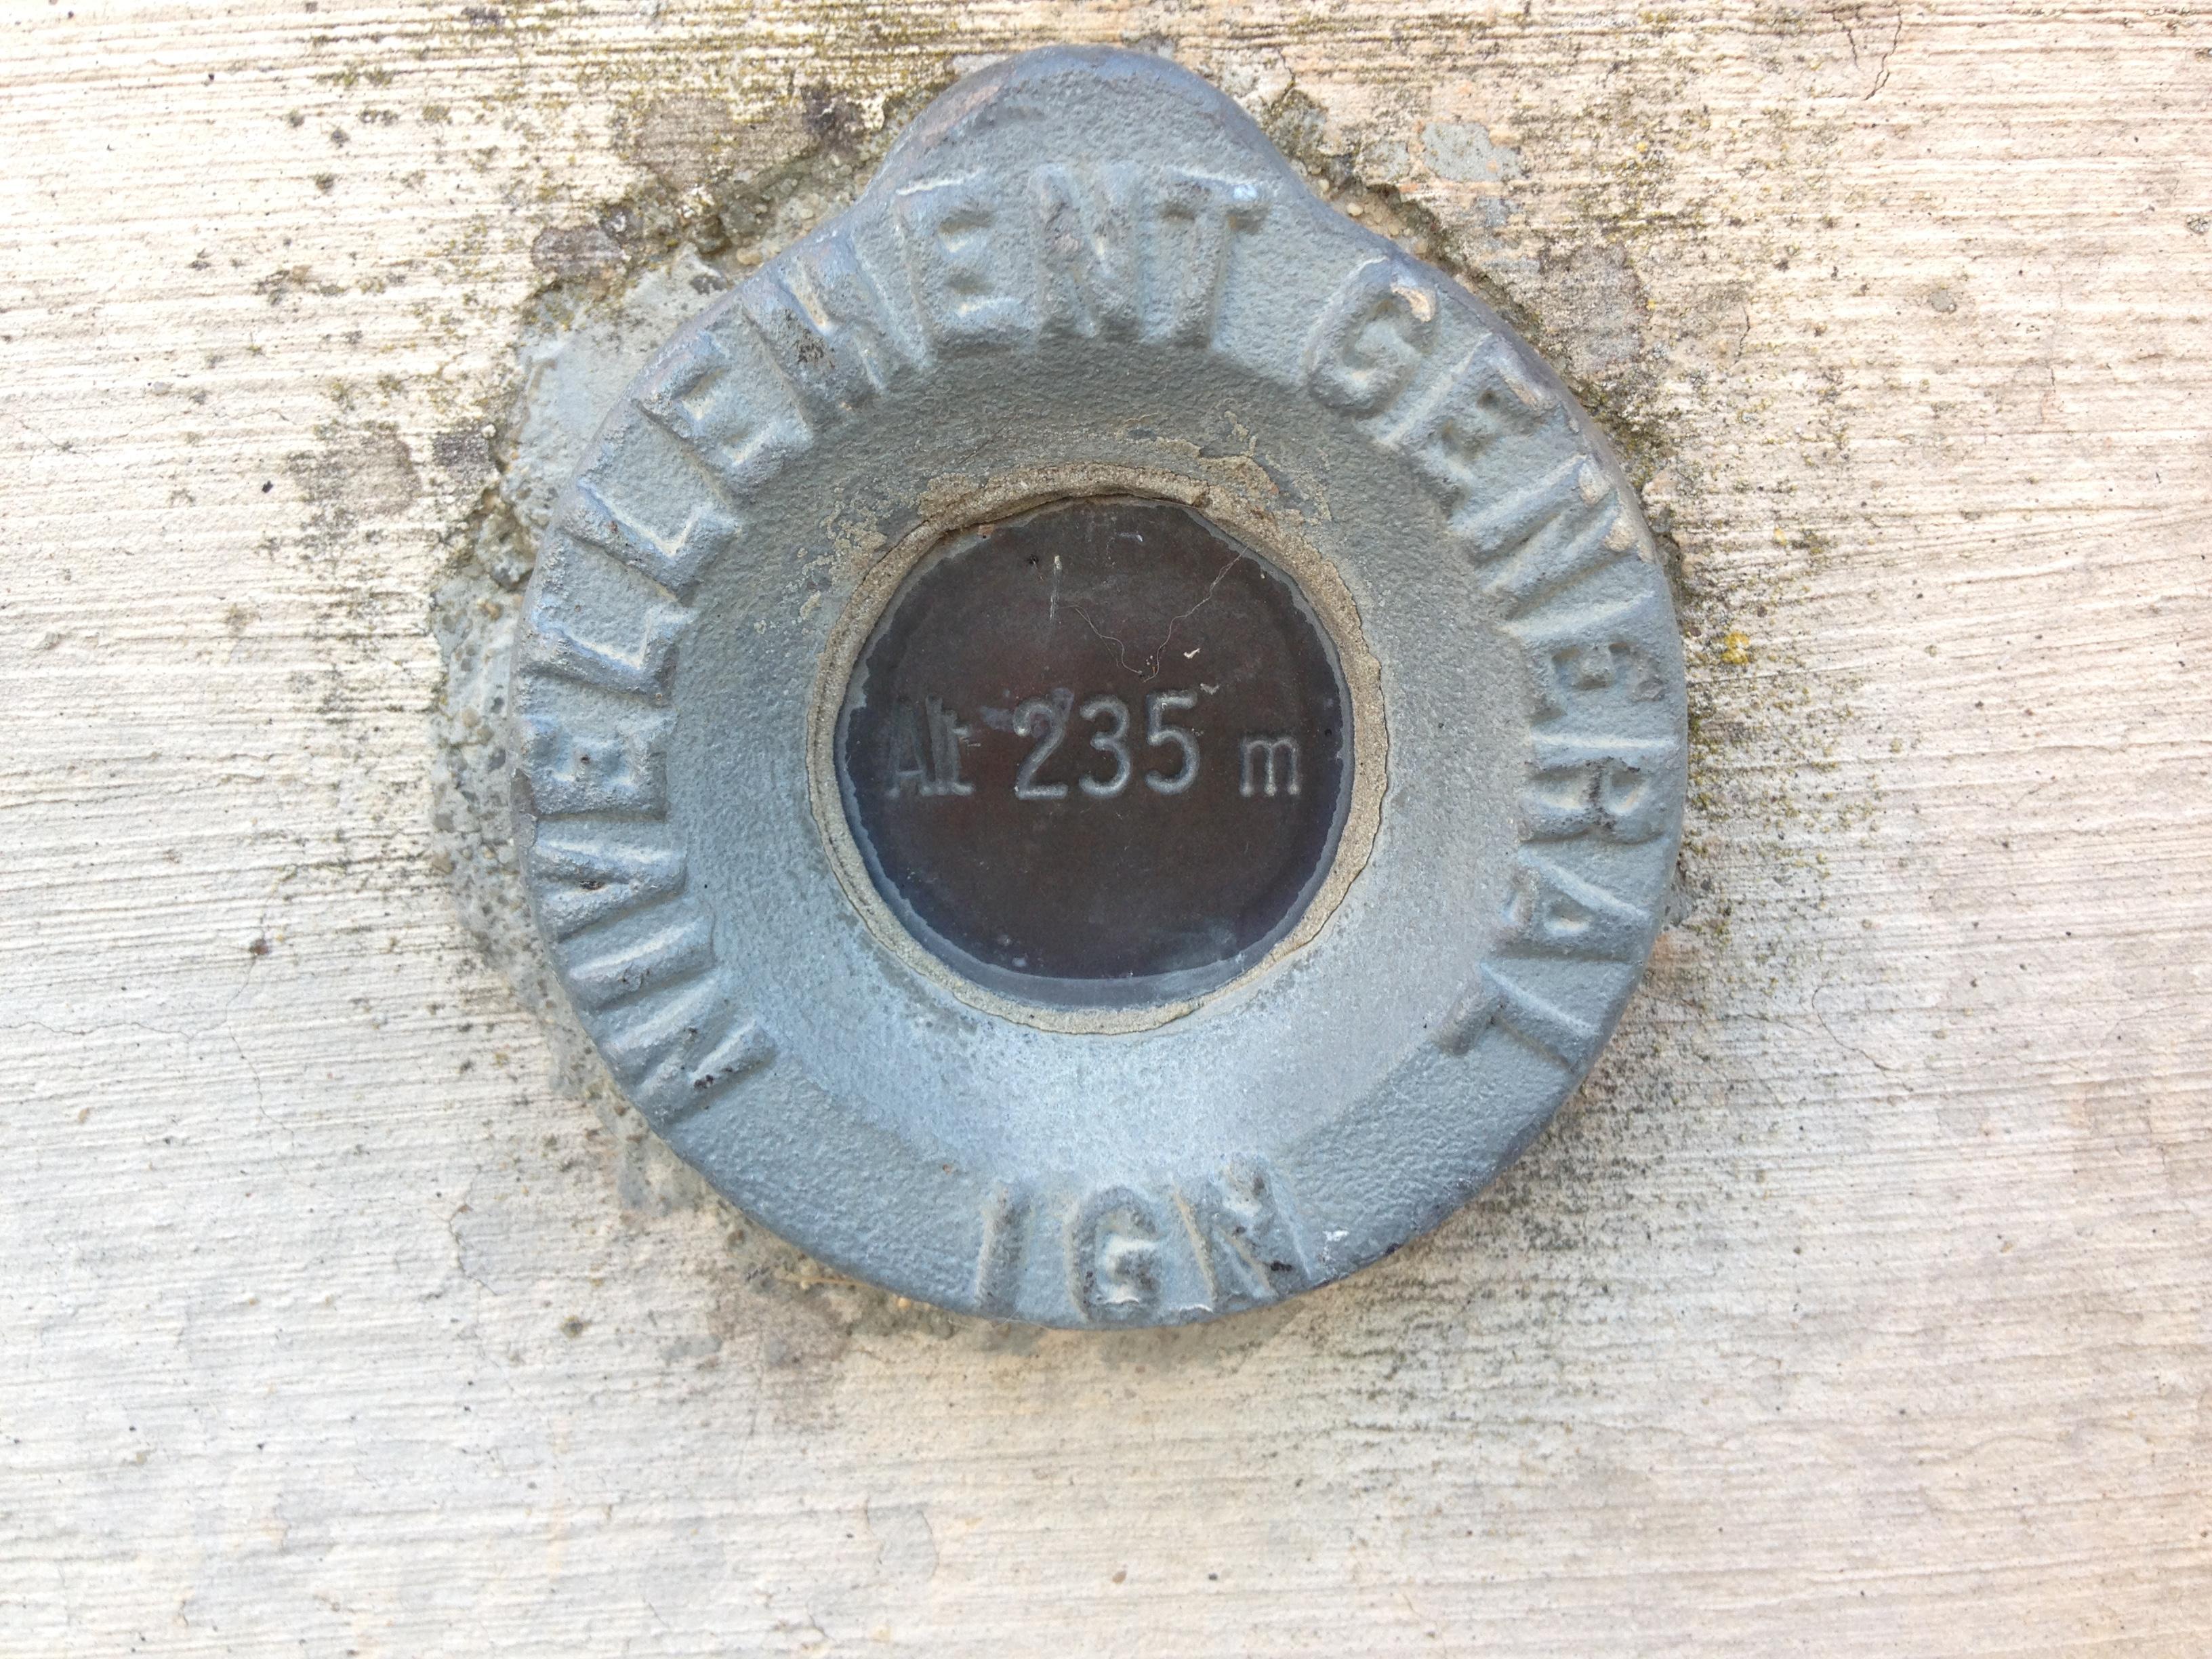 NIVELLEMENT GENERAL
Alt 235 m
IGN